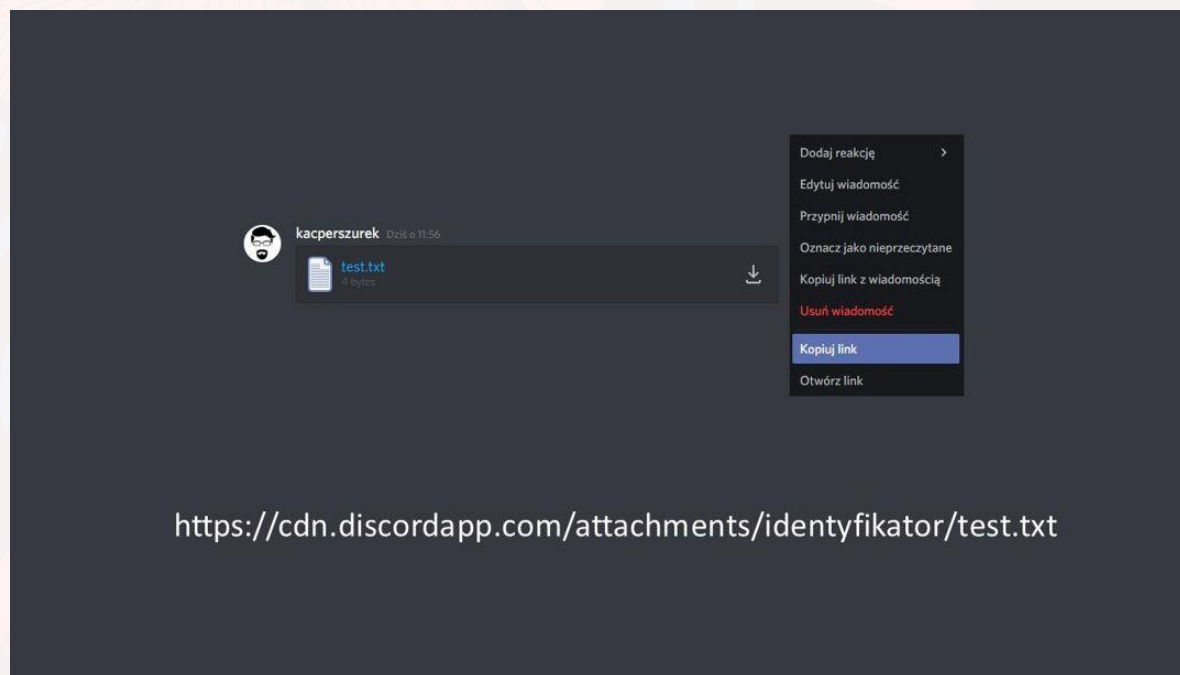 kacperszurek Dziś o 11:56
test.txt
4 bytes
Dodaj reakcję
Edytuj wiadomość
Przypnij wiadomość
Oznacz jako nieprzeczytane
Kopiuj link z wiadomością
Usuń wiadomość
Kopiuj link
Otwórz link
https://cdn.discordapp.com/attachments/identyfikator/test.txt